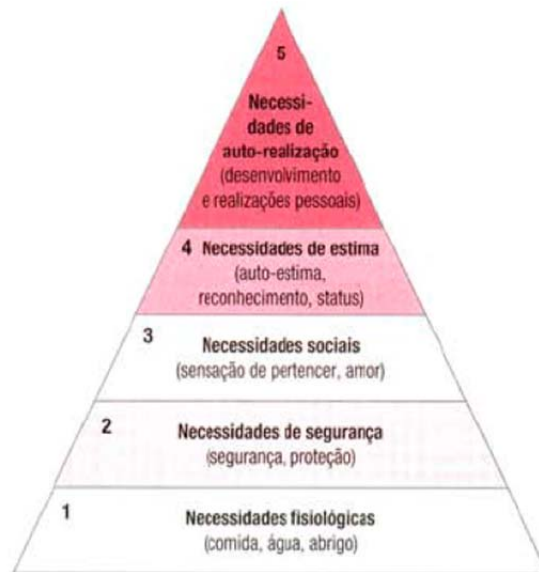 5
Necessi-
dades de
auto-realização
(desenvolvimento
e realizações pessoais)
4 Necessidades de estima
(auto-estima,
reconhecimento, status)
3
Necessidades sociais
(sensação de pertencer, amor)
2
Necessidades de segurança
(segurança, proteção)
1
Necessidades fisiológicas
(comida, água, abrigo)